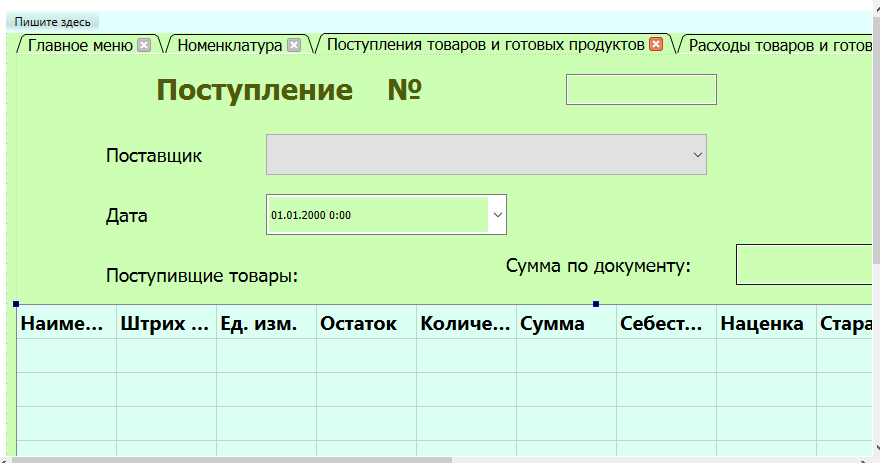 Пишите здесь
Главное меню Номенклатура Поступления товаров и готовых продуктов Расходы товаров и готов
Поступление №
Поставщик
Дата 01.01.2000 0:00
Сумма по документу:
Поступивщие товары:
Наиме... Штрих ... Ед. изм. Остаток Количе... Сумма Себест... Наценка Стара